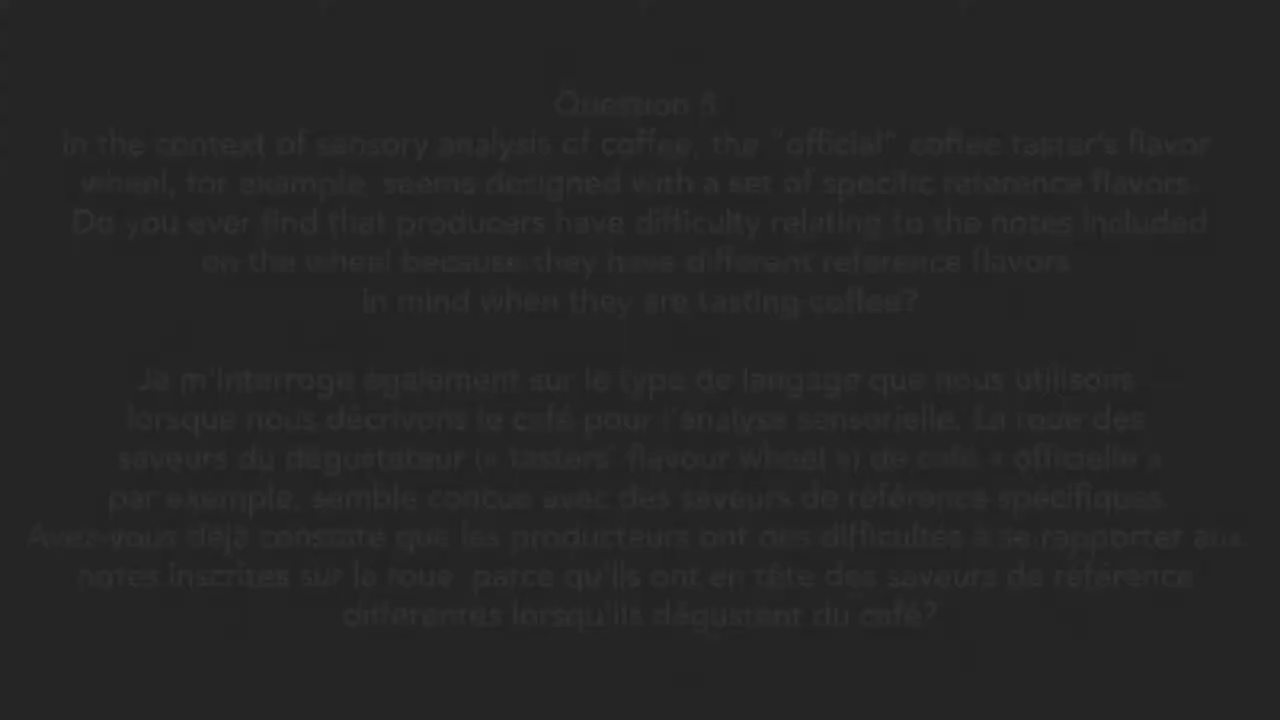 Question
in the context of sensory analysis of coffee, the "official" coffee taster's flavor
wheel, for example, seems designed with a set of specific reference flavors.
Do you ever find that producers have difficulty relating to the notes included
on the wheel because they have different reference flavors
in mind when they are tasting coffee?
Je m'interroge également sur le type de langage que nous utilisons
lorsque nous décrivons le café pour l'analyse sensorielle. La roue des
saveurs du dégustateur (« tasters' flavour wheel ») de café « officielle »
par exemple, semble concue avec des saveurs de référence spécifiques.
Avez-vous déjà constaté que les producteurs ont des difficultés à se rapporter aux
notes inscrites sur la roue parce qu'ils ont en tête des saveurs de référence
différentes lorsqu'ils dégustent du café?